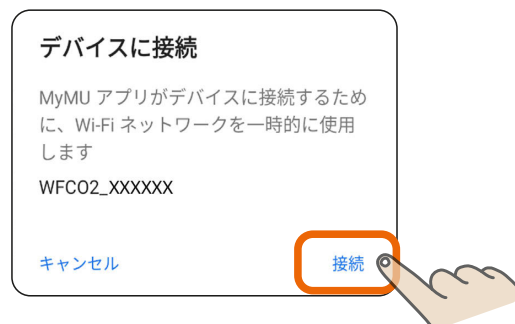 デバイスに接続
MyMU アプリがデバイスに接続するため
に、Wi-Fi ネットワークを一時的に使用
します
WFCO2_XXXXXX
キャンセル
接続